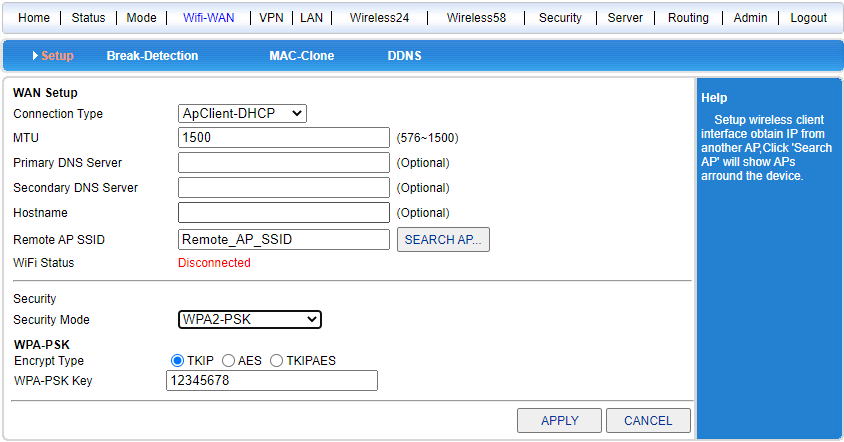 Home Status Mode Wifi-WAN VPN LAN Wireless24 Wireless58 Security Server Routing Admin Logout
Setup Break-Detection MAC-Clone DDNS
WAN Setup
Connection Type ApClient-DHCP
MTU 1500 (576~1500)
Primary DNS Server (Optional)
Secondary DNS Server (Optional)
Hostname (Optional)
Remote AP SSID Remote_AP_SSID SEARCH AP...
WiFi Status Disconnected
Security
Security Mode WPA2-PSK
WPA-PSK
Encrypt Type TKIP AES TKIPAES
WPA-PSK Key 12345678
APPLY CANCEL
Help
Setup wireless client
interface obtain IP from
another AP,Click 'Search
AP' will show APs
arround the device.